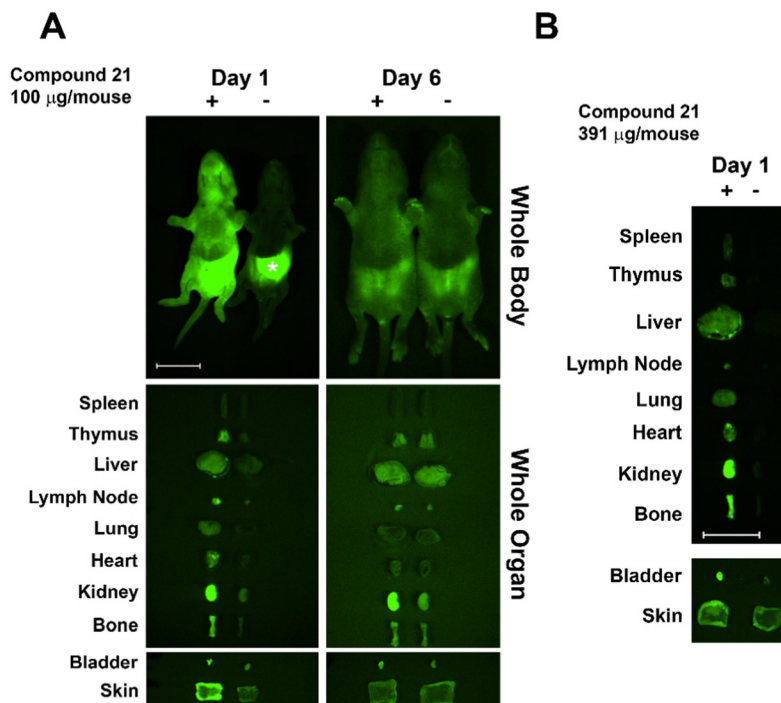 A
Compound 21
100 μg/mouse
Day 1
Day 6
+ -
+ -
Whole Body
*
Spleen
Thymus
Liver
Lymph Node
Lung
Heart
Kidney
Bone
Bladder
Skin
Whole Organ
B
Compound 21
391 μg/mouse
Day 1
+ -
Spleen
Thymus
Liver
Lymph Node
Lung
Heart
Kidney
Bone
Bladder
Skin